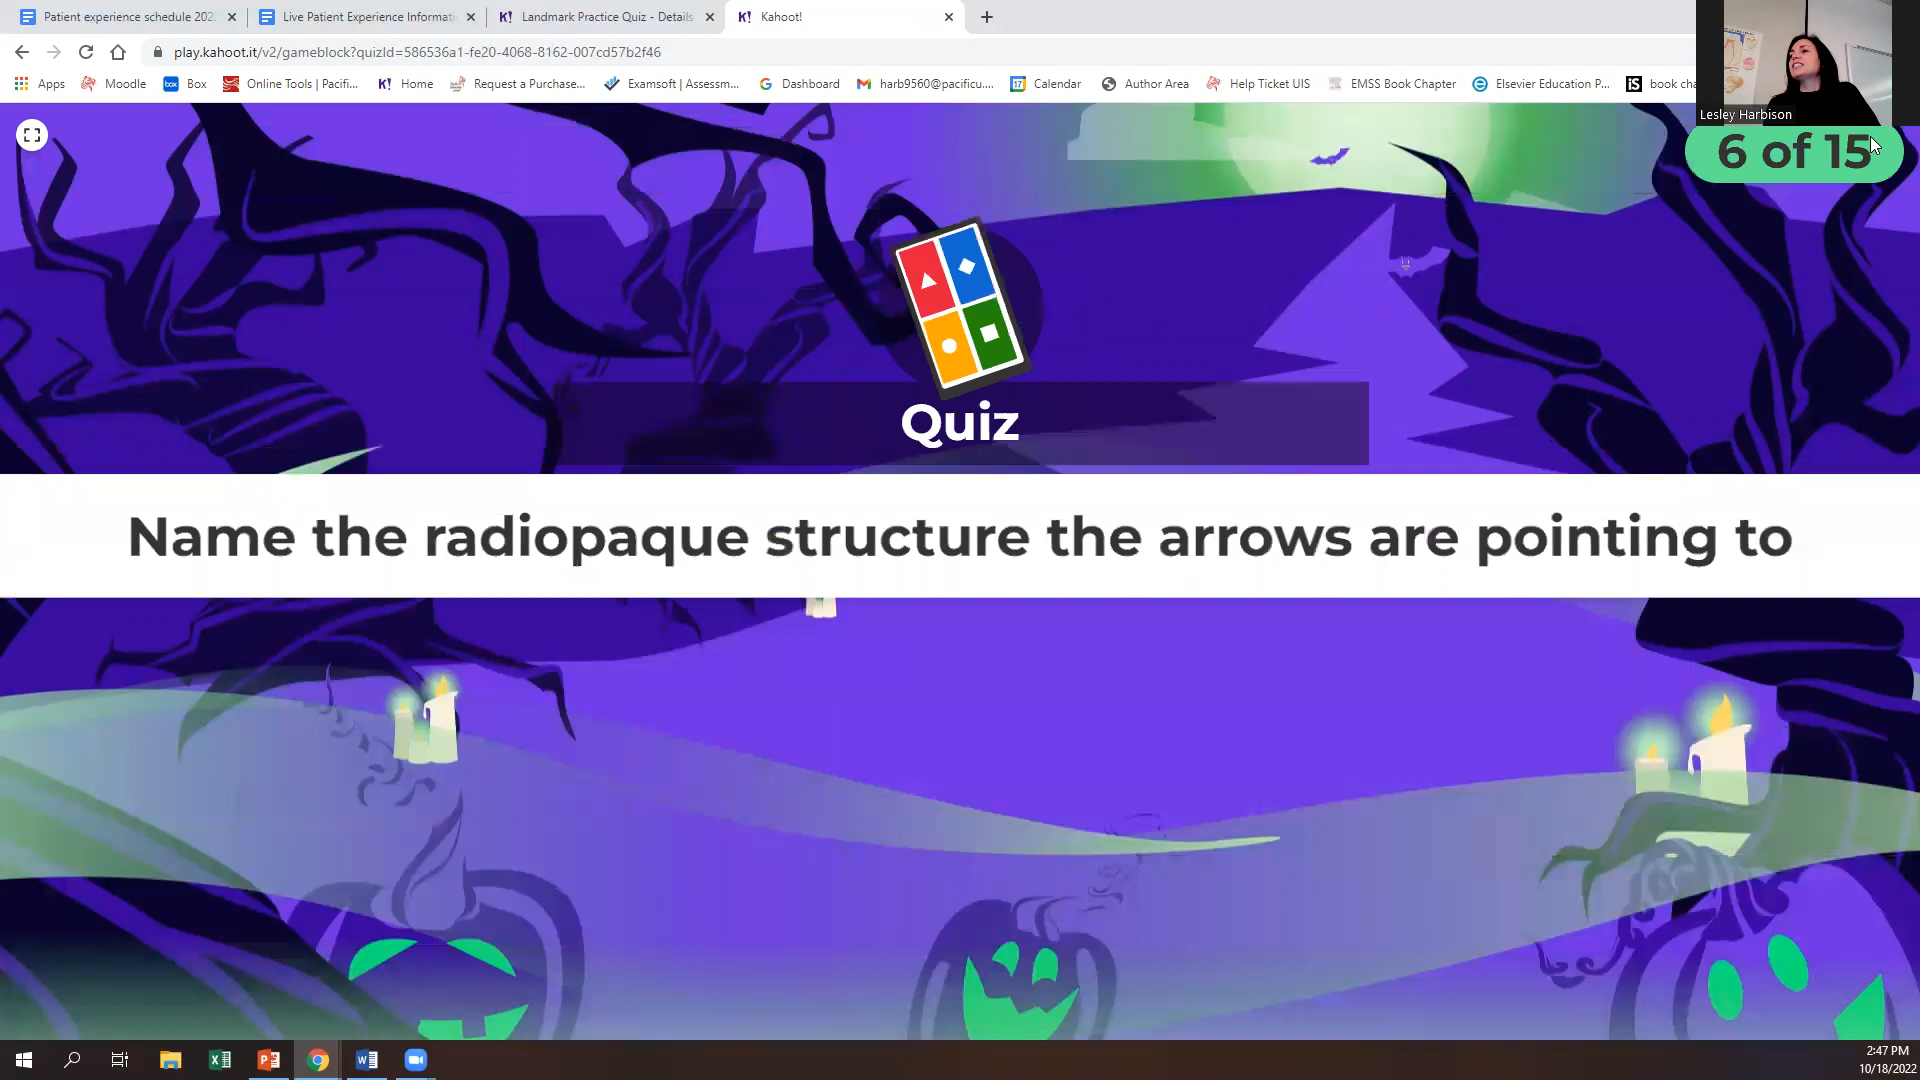 Patient experience schedule 202
Live Patient Experience Informati
K! Landmark Practice Quiz - Details
K! Kahoot!
play.kahoot.it/v2/gameblock?quizId=586536a1-fe20-4068-8162-007cd57b2f46
Apps Moodle box Box Online Tools | Pacifi... K! Home Request a Purchase... Examsoft | Assessm... G Dashboard harb9560@pacificu.... 17 Calendar Author Area Help Ticket UIS EMSS Book Chapter Elsevier Education P... iS book cha
Lesley Harbison
6 of 15
Quiz
Name the radiopaque structure the arrows are pointing to
2:47 PM
10/18/2022